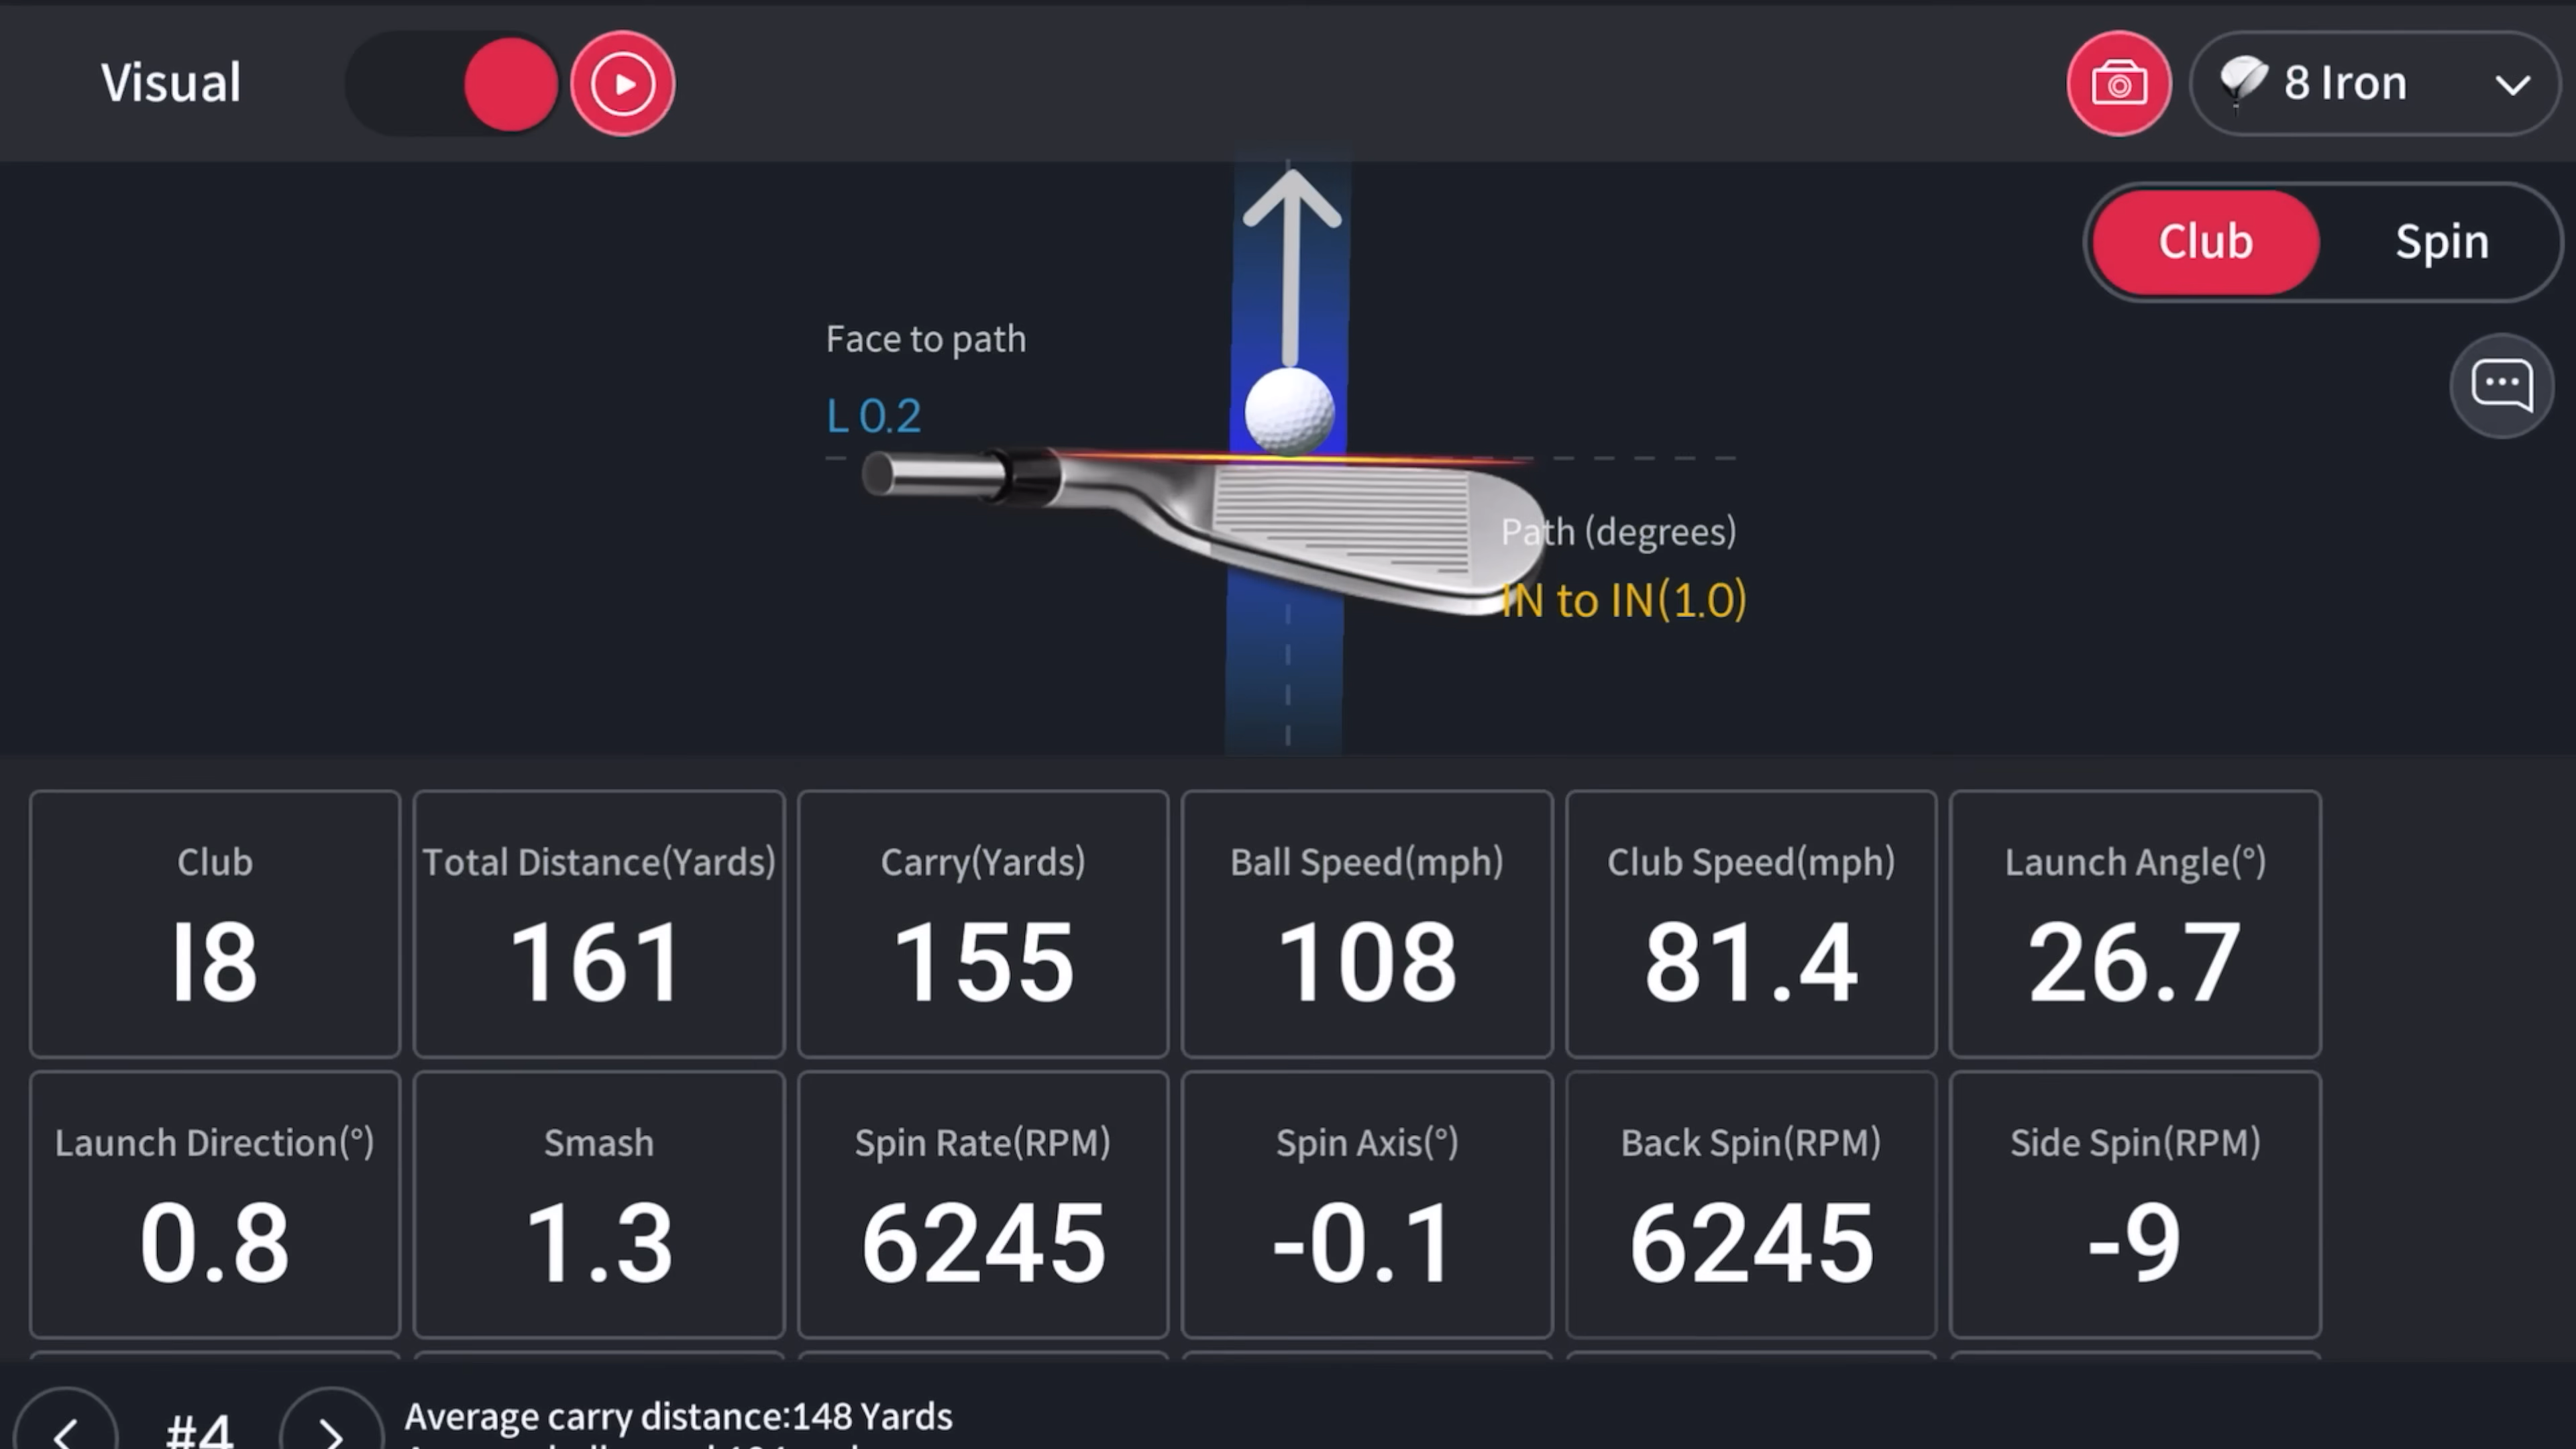 Visual
8 Iron
Club
Spin
Face to path
L 0.2
Path (degrees)
IN to IN(1.0)
Club
Total Distance(Yards)
Carry(Yards)
Ball Speed(mph)
Club Speed(mph)
Launch Angle(°)
I8
161
155
108
81.4
26.7
Launch Direction(°)
Smash
Spin Rate(RPM)
Spin Axis(°)
Back Spin(RPM)
Side Spin(RPM)
0.8
1.3
6245
-0.1
6245
-9
#4
Average carry distance:148 Yards